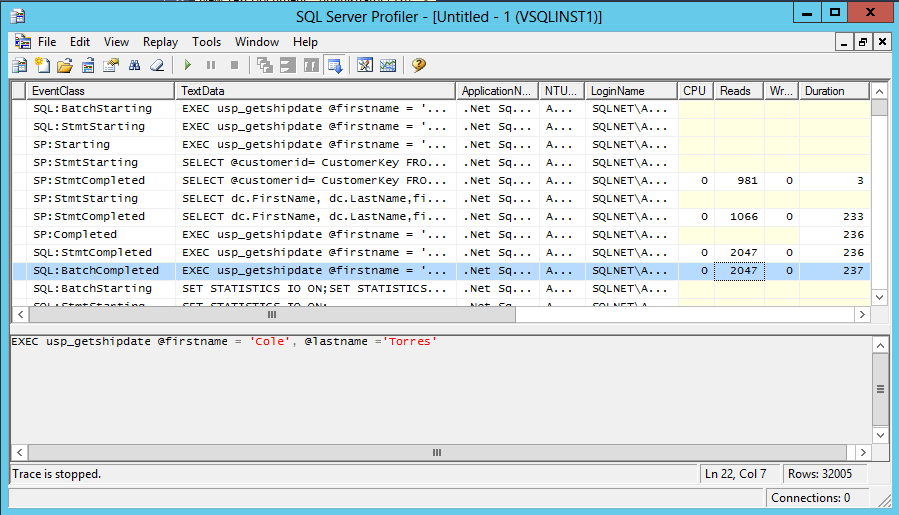 SQL Server Profiler - [Untitled - 1 (VSQLINST1)]
File Edit View Replay Tools Window Help
EventClass TextData ApplicationN... NTU... LoginName CPU Reads Wr... Duration
SQL:BatchStarting EXEC usp_getshipdate @firstname = '... .Net Sq... A... SQLNET\A...
SQL:StmtStarting EXEC usp_getshipdate @firstname = '... .Net Sq... A... SQLNET\A...
SP:Starting EXEC usp_getshipdate @firstname = '... .Net Sq... A... SQLNET\A...
SP:StmtStarting SELECT @customerid= CustomerKey FRO... .Net Sq... A... SQLNET\A...
SP:StmtCompleted SELECT @customerid= CustomerKey FRO... .Net Sq... A... SQLNET\A... 0 981 0 3
SP:StmtStarting SELECT dc.FirstName, dc.LastName,fi... .Net Sq... A... SQLNET\A...
SP:StmtCompleted SELECT dc.FirstName, dc.LastName,fi... .Net Sq... A... SQLNET\A... 0 1066 0 233
SP:Completed EXEC usp_getshipdate @firstname = '... .Net Sq... A... SQLNET\A... 236
SQL:StmtCompleted EXEC usp_getshipdate @firstname = '... .Net Sq... A... SQLNET\A... 0 2047 0 236
SQL:BatchCompleted EXEC usp_getshipdate @firstname = '... .Net Sq... A... SQLNET\A... 0 2047 0 237
SQL:BatchStarting SET STATISTICS IO ON;SET STATISTICS... .Net Sq... A... SQLNET\A...
SQL:StmtStarting SET STATISTICS IO ON; .Net Sq... A... SQLNET\A...
EXEC usp_getshipdate @firstname = 'Cole', @lastname ='Torres'
Trace is stopped. Ln 22, Col 7 Rows: 32005
Connections: 0